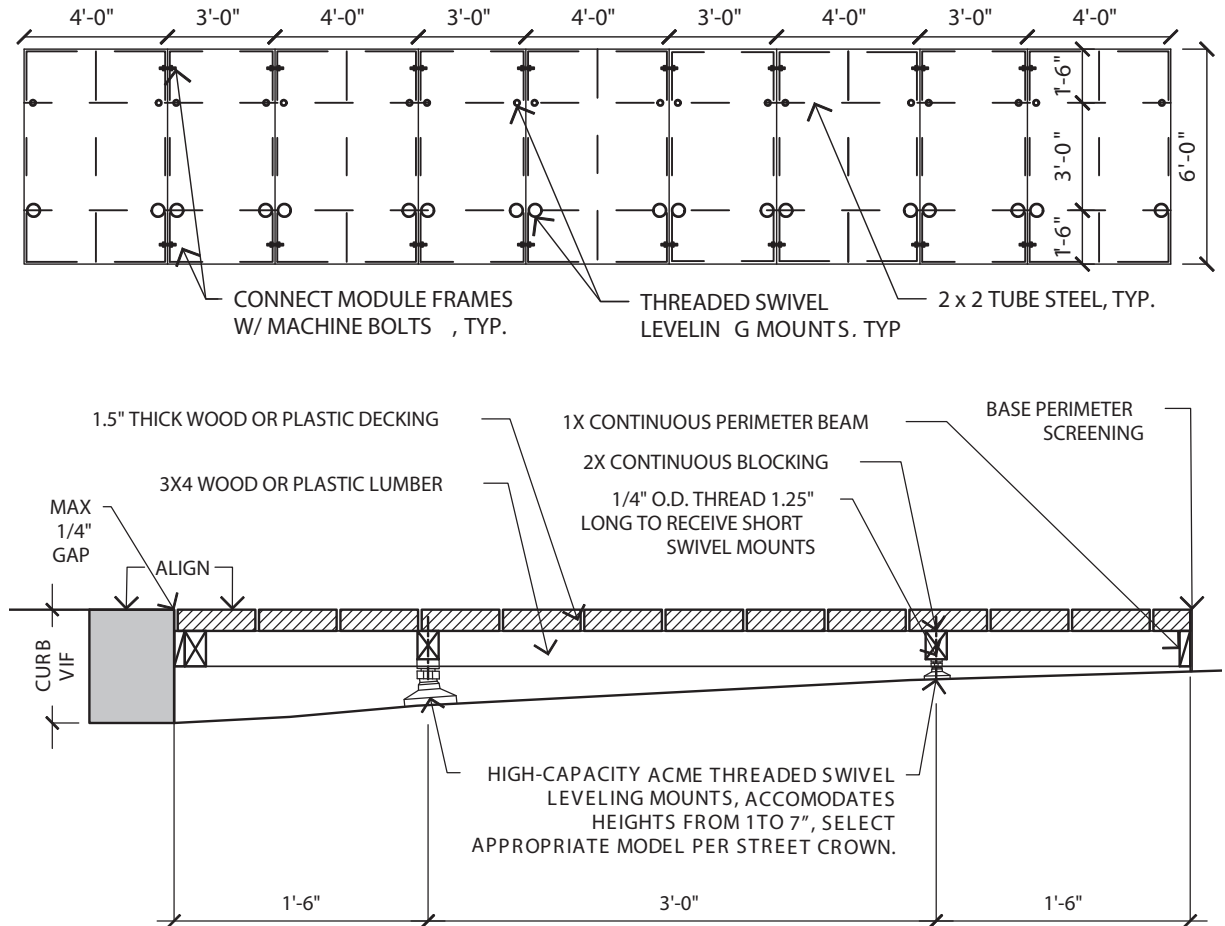 4'-0" 3'-0" 4'-0" 3'-0" 4'-0" 3'-0" 4'-0" 3'-0" 4'-0"
1'-6"
3'-0"
1'-6"
6'-0"
CONNECT MODULE FRAMES
W/ MACHINE BOLTS , TYP.
THREADED SWIVEL
LEVELIN G MOUNTS. TYP
2 x 2 TUBE STEEL, TYP.
1.5" THICK WOOD OR PLASTIC DECKING
3X4 WOOD OR PLASTIC LUMBER
MAX
1/4"
GAP
ALIGN
CURB
VIF
1X CONTINUOUS PERIMETER BEAM
2X CONTINUOUS BLOCKING
1/4" O.D. THREAD 1.25"
LONG TO RECEIVE SHORT
SWIVEL MOUNTS
BASE PERIMETER
SCREENING
HIGH-CAPACITY ACME THREADED SWIVEL
LEVELING MOUNTS, ACCOMODATES
HEIGHTS FROM 1TO 7”, SELECT
APPROPRIATE MODEL PER STREET CROWN.
1'-6" 3'-0" 1'-6"